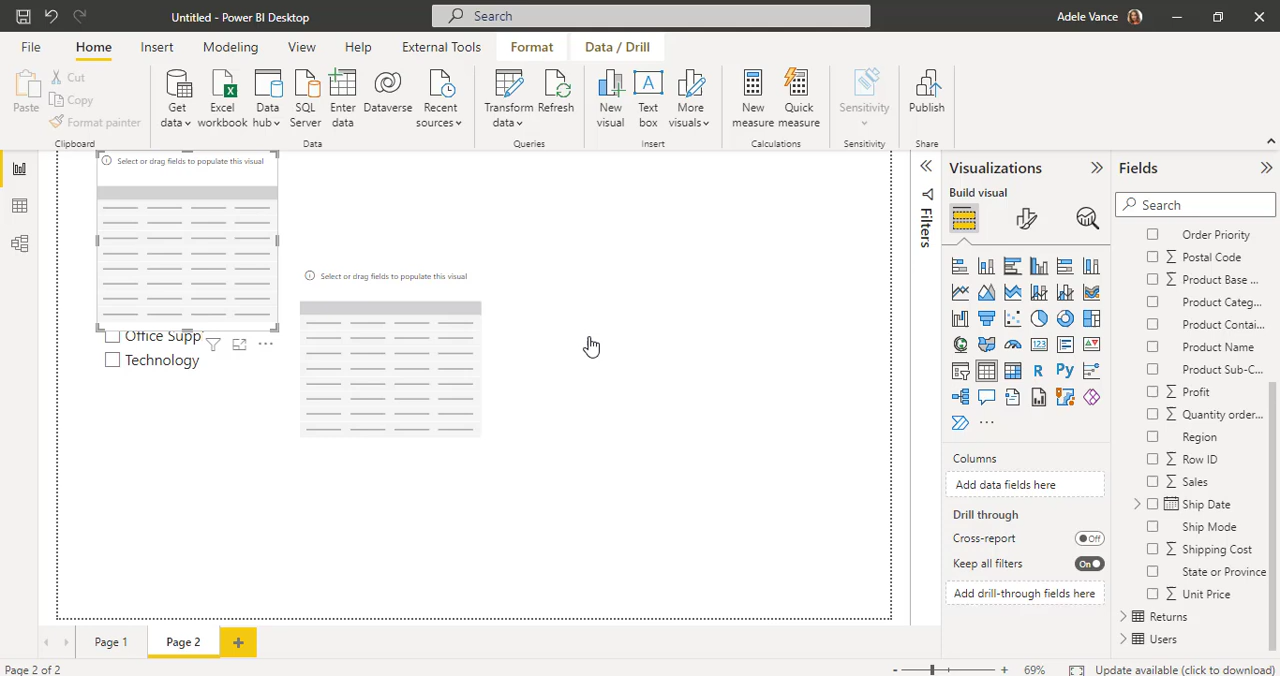 Untitled - Power BI Desktop
Search
Adele Vance
File
Home
Insert
Modeling
View
Help
External Tools
Format
Data / Drill
Paste
Cut
Copy
Format painter
Clipboard
Get data
Excel workbook
Data hub
SQL Server
Enter data
Dataverse
Recent sources
Data
Transform data
Refresh
Queries
New visual
Text box
More visuals
Insert
New measure
Quick measure
Calculations
Sensitivity
Sensitivity
Publish
Share
Select or drag fields to populate this visual
Office Supp
Technology
Select or drag fields to populate this visual
Filters
Visualizations
Build visual
Columns
Add data fields here
Drill through
Cross-report
Off
Keep all filters
On
Add drill-through fields here
Fields
Search
Order Priority
Postal Code
Product Base ...
Product Categ...
Product Contai...
Product Name
Product Sub-C...
Profit
Quantity order...
Region
Row ID
Sales
Ship Date
Ship Mode
Shipping Cost
State or Province
Unit Price
Returns
Users
Page 1
Page 2
Page 2 of 2
69%
Update available (click to download)